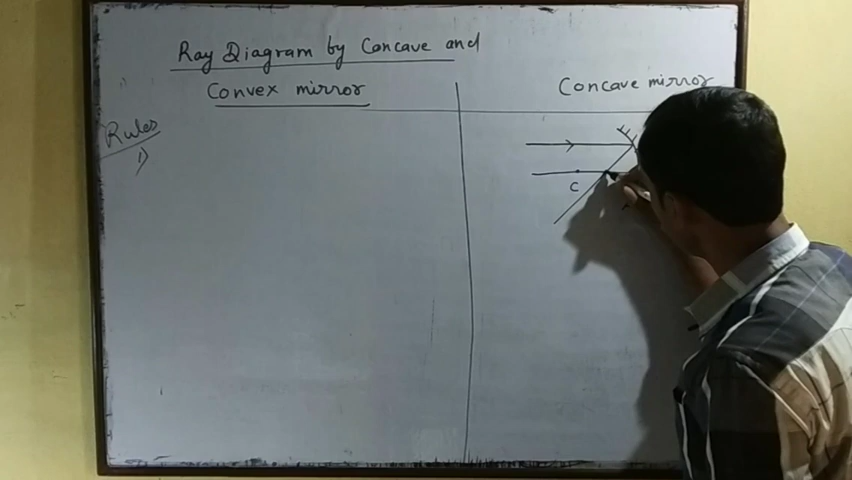 Ray Diagram by Concave and
Convex mirror
Concave mirror
Rules
1)
C